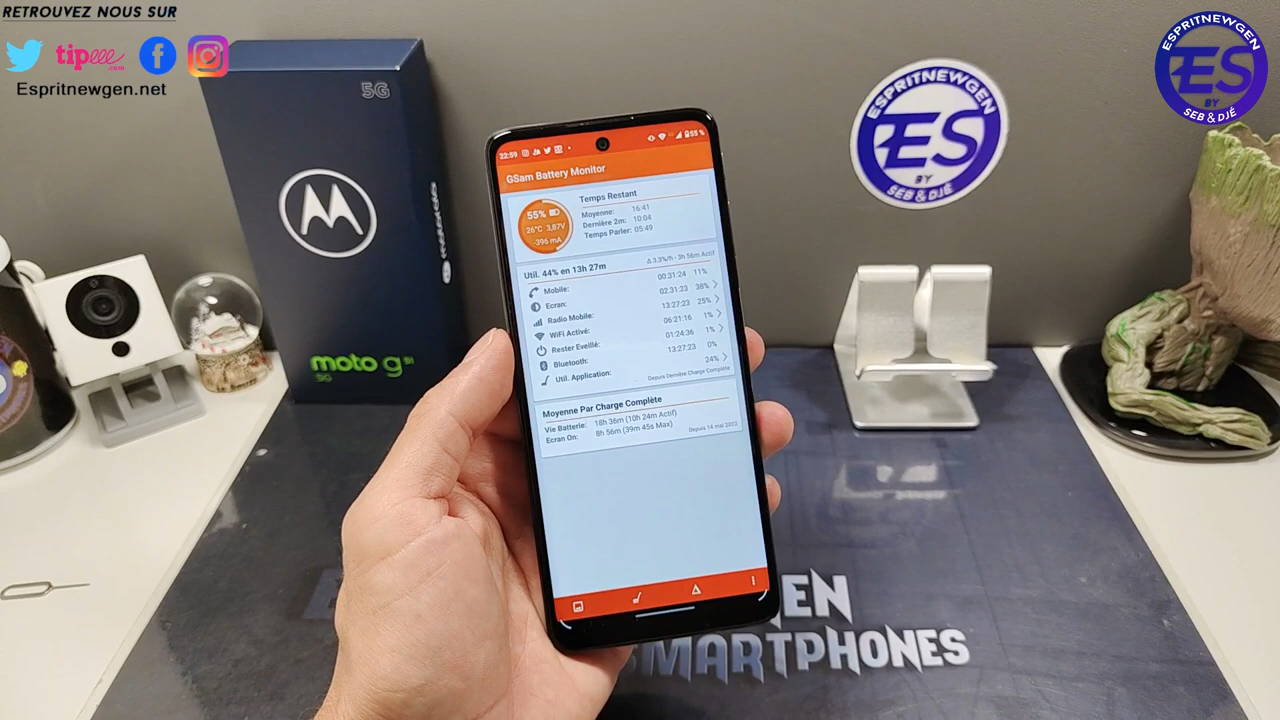 RETROUVEZ NOUS SUR
tipeee
.com
Espritnewgen.net
ESPRITNEWGEN
ES
BY
SEB & DJÉ
5G
moto g 51
5G
22:59
55 %
GSam Battery Monitor
55%
26°C 3,87V
-396 mA
Temps Restant
Moyenne: 16:41
Dernière 2m: 10:04
Temps Parler: 05:49
Util. 44% en 13h 27m
Δ 3,3%/h - 3h 56m Actif
Mobile: 00:31:24 11%
Ecran: 02:31:23 38%
Radio Mobile: 13:27:23 25%
WiFi Activé: 06:21:16 1%
Rester Eveillé: 01:24:36 1%
Bluetooth: 13:27:23 0%
Util. Application: 24%
Depuis Dernière Charge Complète
Moyenne Par Charge Complète
Vie Batterie: 18h 36m (10h 24m Actif)
Ecran On: 8h 56m (39m 45s Max)
Depuis 14 mai 2022
ESPRITNEWGEN
ES
BY
SEB & DJÉ
GEN
SMARTPHONES